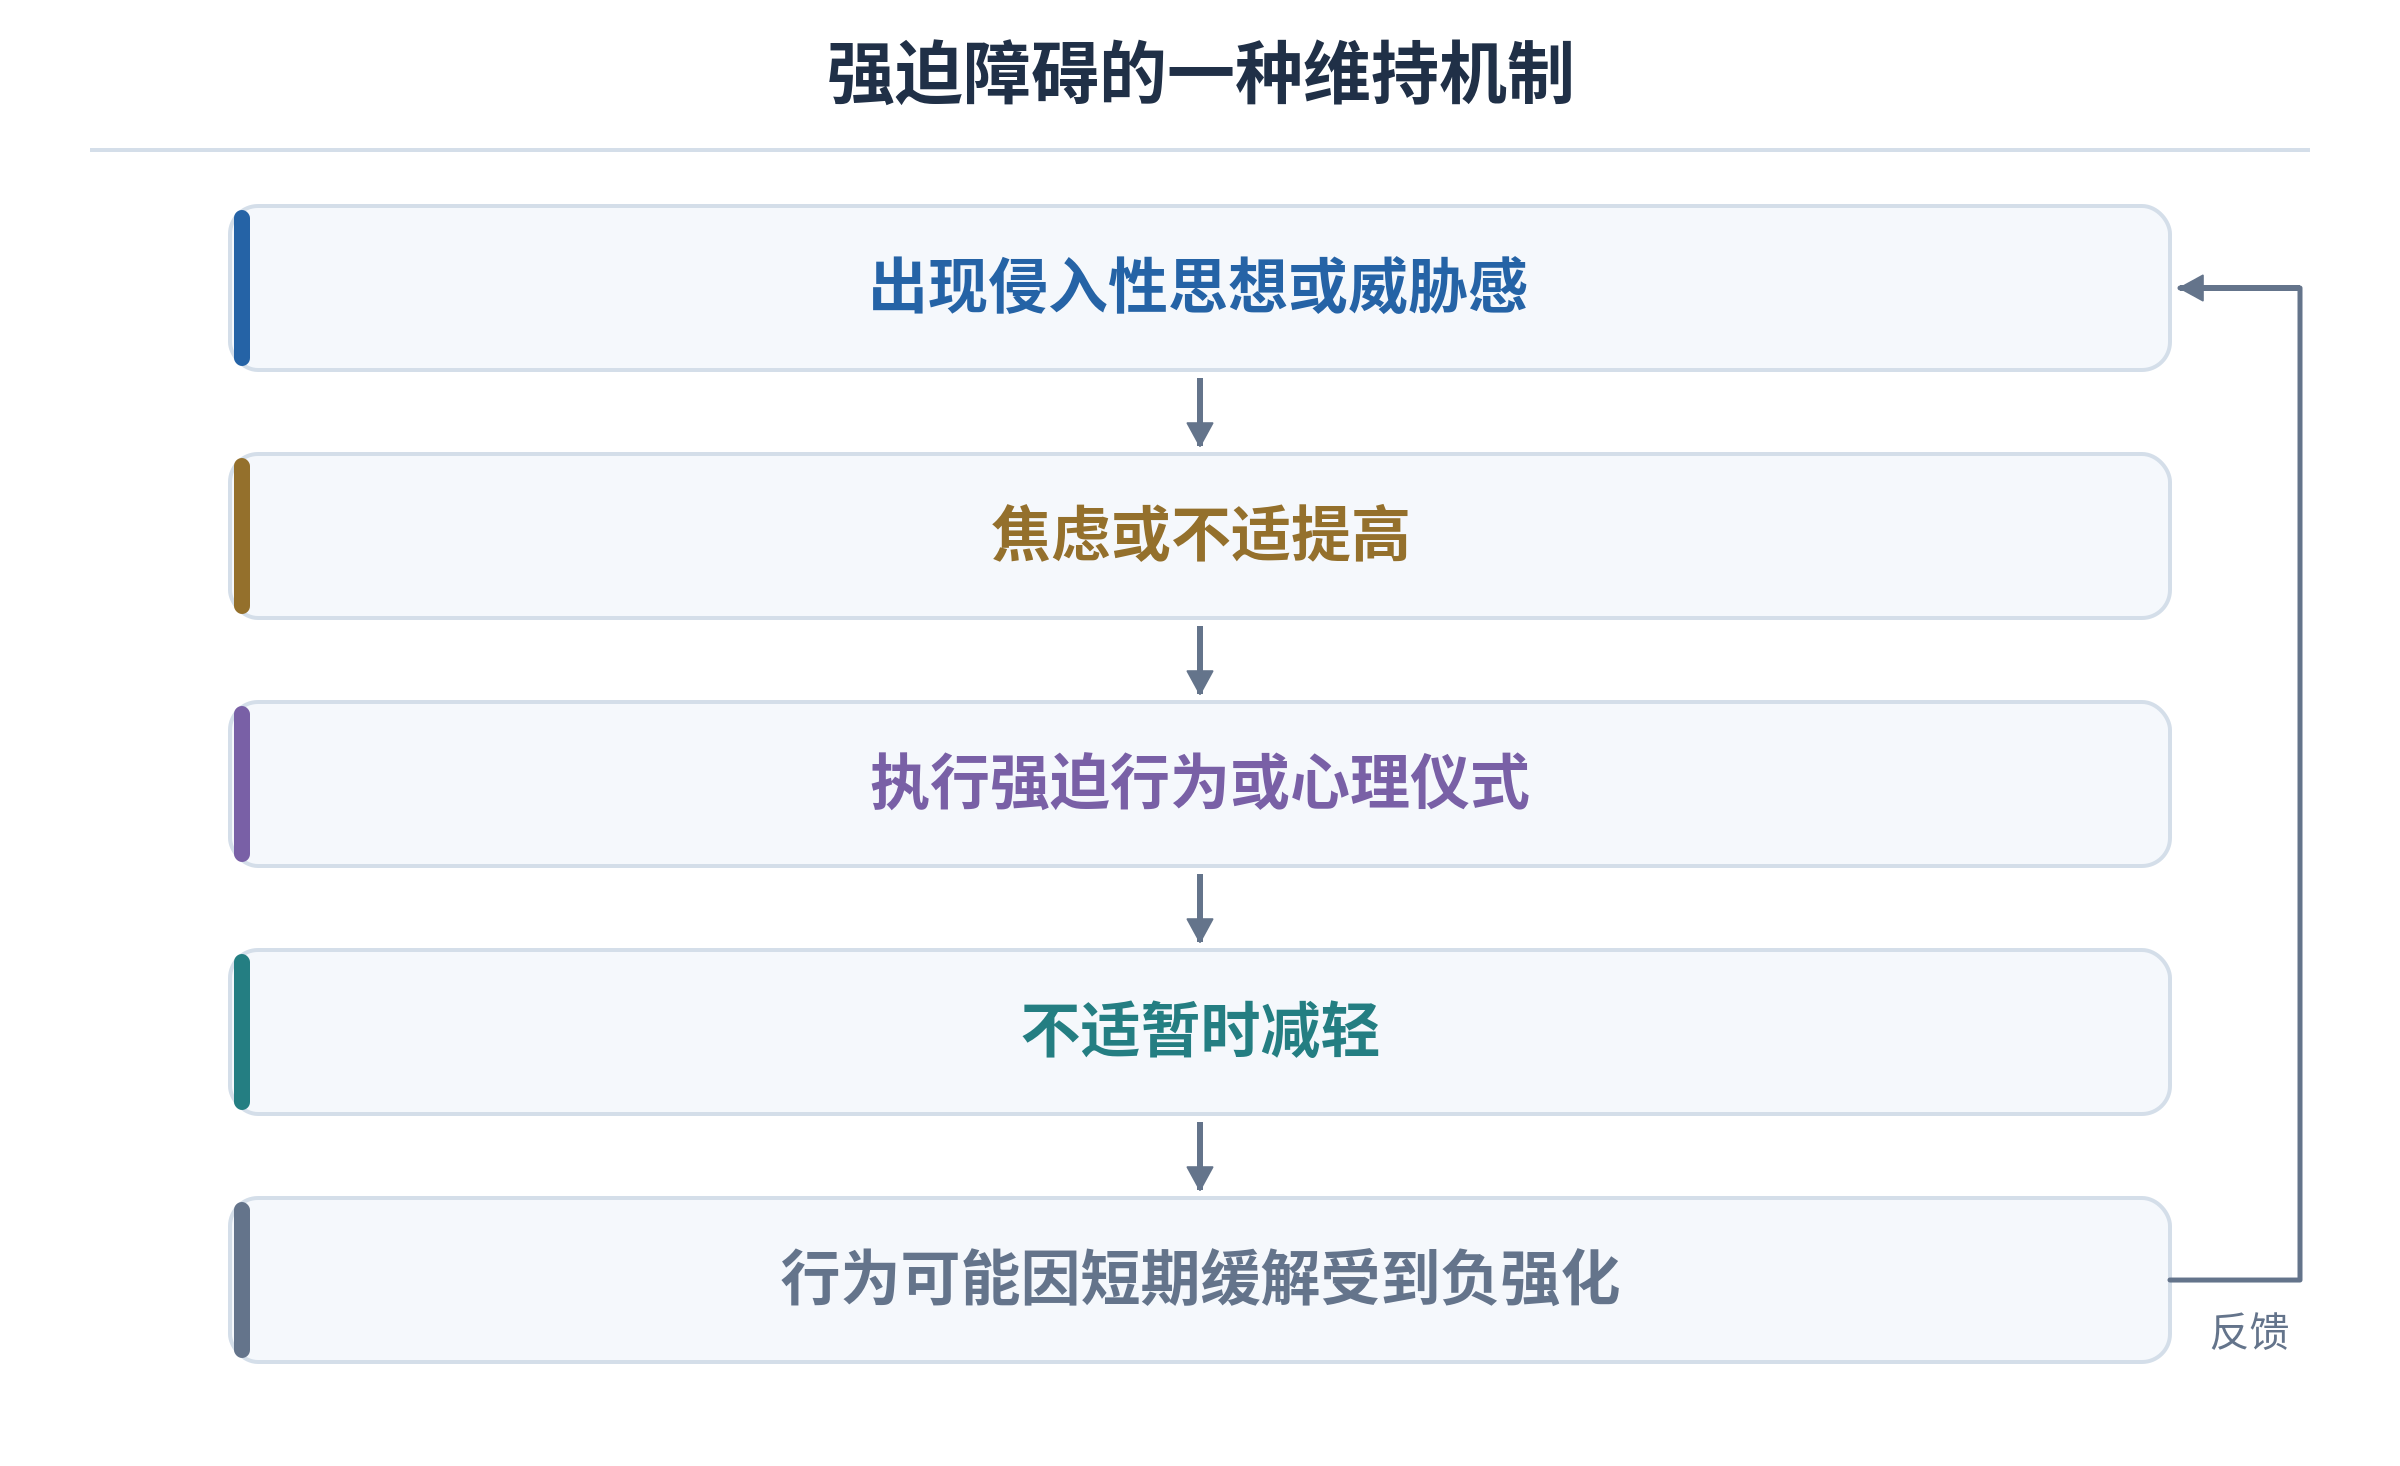 强迫障碍的一种维持机制
出现侵入性思想或威胁感
焦虑或不适提高
执行强迫行为或心理仪式
不适暂时减轻
行为可能因短期缓解受到负强化
反馈